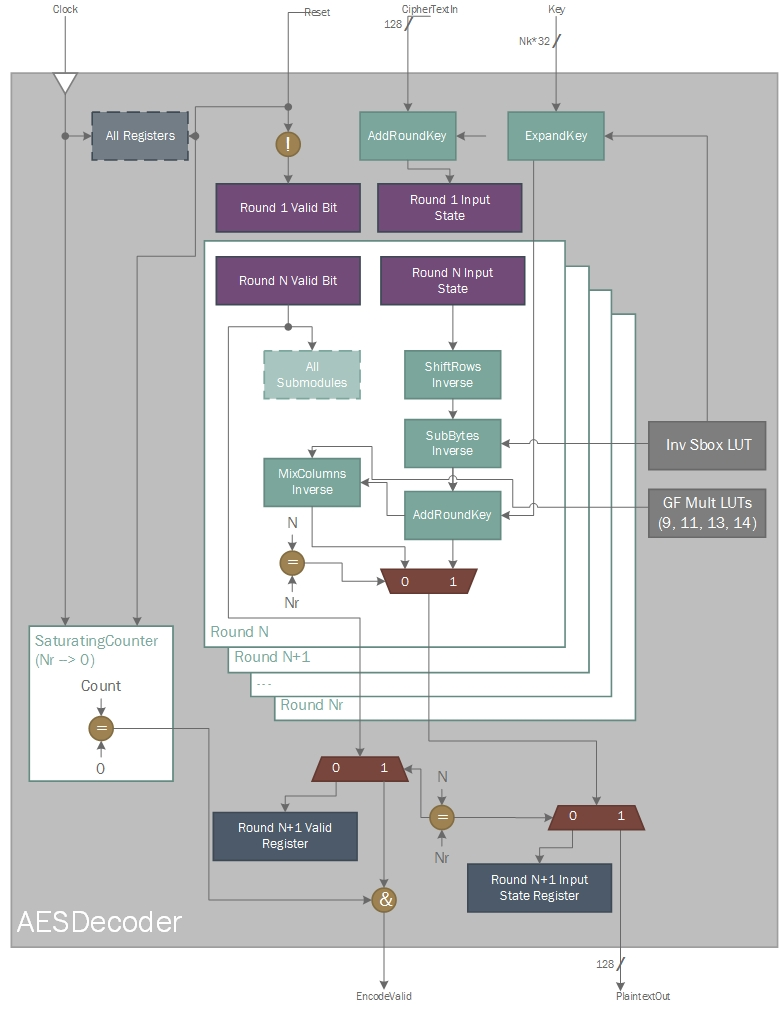 Clock
Reset
CipherTextIn
Key
128
Nk*32
All Registers
!
AddRoundKey
ExpandKey
Round 1 Valid Bit
Round 1 Input
State
Round N Valid Bit
Round N Input
State
All
Submodules
ShiftRows
Inverse
SubBytes
Inverse
Inv Sbox LUT
MixColumns
Inverse
AddRoundKey
GF Mult LUTs
(9, 11, 13, 14)
N
=
Nr
0 1
Round N
Round N+1
---
Round Nr
SaturatingCounter
(Nr --> 0)
Count
=
0
0 1
N
=
Nr
0 1
Round N+1 Valid
Register
Round N+1 Input
State Register
&
AESDecoder
128
EncodeValid
PlaintextOut